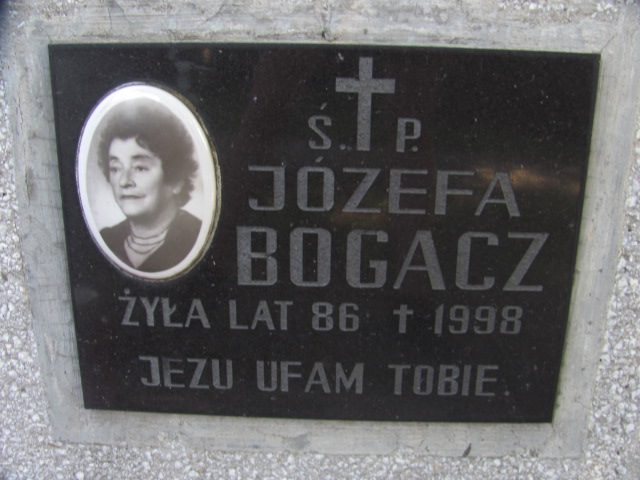 Ś. P.
JÓZEFA
BOGACZ
ŻYŁA LAT 86 † 1998
JEZU UFAM TOBIE.